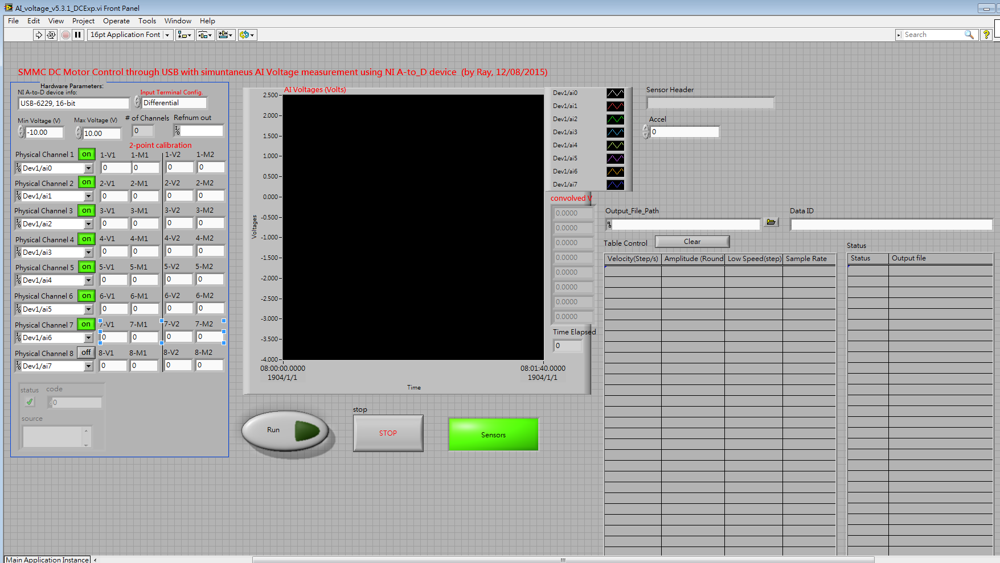 AI_voltage_v5.3.1_DCExp.vi Front Panel
File Edit View Project Operate Tools Window Help
16pt Application Font
Search
?
SMMC DC Motor Control through USB with simuntaneus AI Voltage measurement using NI A-to_D device (by Ray, 12/08/2015)
Hardware Parameters:
NI A-to-D device info:
Input Terminal Config.
USB-6229, 16-bit
Differential
Min Voltage (V)
Max Voltage (V)
# of Channels
Refnum out
-10.00
10.00
0
2-point calibration
Physical Channel 1 on 1-V1 1-M1 1-V2 1-M2
Dev1/ai0 0 0 0 0
Physical Channel 2 on 2-V1 2-M1 2-V2 2-M2
Dev1/ai1 0 0 0 0
Physical Channel 3 on 3-V1 3-M1 3-V2 3-M2
Dev1/ai2 0 0 0 0
Physical Channel 4 on 4-V1 4-M1 4-V2 4-M2
Dev1/ai3 0 0 0 0
Physical Channel 5 on 5-V1 5-M1 5-V2 5-M2
Dev1/ai4 0 0 0 0
Physical Channel 6 on 6-V1 6-M1 6-V2 6-M2
Dev1/ai5 0 0 0 0
Physical Channel 7 on 7-V1 7-M1 7-V2 7-M2
Dev1/ai6 0 0 0 0
Physical Channel 8 off 8-V1 8-M1 8-V2 8-M2
Dev1/ai7 0 0 0 0
status code
0
source
AI Voltages (Volts)
2.500
2.000
1.500
1.000
0.500
0.000
-0.500
-1.000
-1.500
-2.000
-2.500
-3.000
-3.500
-4.000
Voltages
08:00:00.0000
1904/1/1
08:01:40.0000
1904/1/1
Time
Dev1/ai0
Dev1/ai1
Dev1/ai2
Dev1/ai3
Dev1/ai4
Dev1/ai5
Dev1/ai6
Dev1/ai7
convolved V
0.0000
0.0000
0.0000
0.0000
0.0000
0.0000
0.0000
0.0000
Time Elapsed
0
Run
stop
STOP
Sensors
Sensor Header
Accel
0
Output_File_Path
Data ID
Table Control
Clear
Velocity(Step/s) Amplitude (Round Low Speed(step) Sample Rate
Status
Status Output file
Main Application Instance